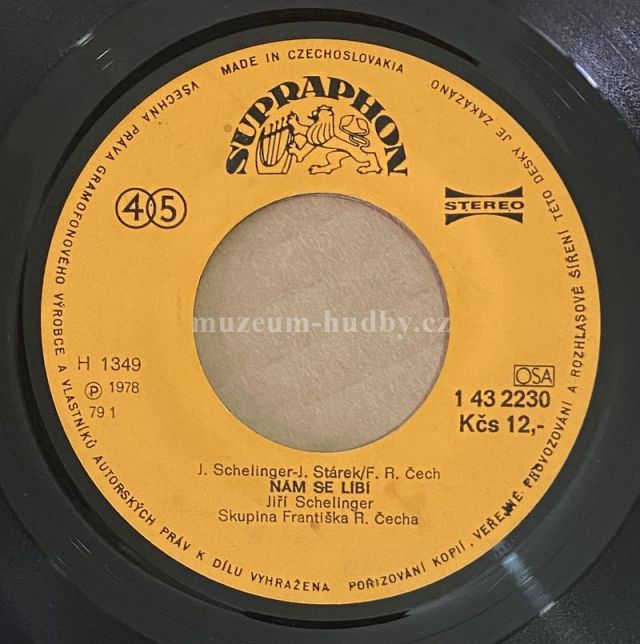 MADE IN CZECHOSLOVAKIA
VŠECHNA PRÁVA GRAMOFONOVÉHO VÝROBCE A VLASTNÍKŮ AUTORSKÝCH PRÁV K DÍLU VYHRAŽENA
POŘIZOVÁNÍ KOPIÍ, VEŘEJNÉ PROVOZOVÁNÍ A ROZHLASOVÉ ŠÍŘENÍ TÉTO DESKY JE ZAKÁZÁNO
SUPRAPHON
45
STEREO
muzeum-hudby.cz
H 1349
Ⓟ 1978
79 1
OSA
1 43 2230
Kčs 12,-
J. Schelinger-J. Stárek/F. R. Čech
NÁM SE LÍBÍ
Jiří Schelinger
Skupina Františka R. Čecha